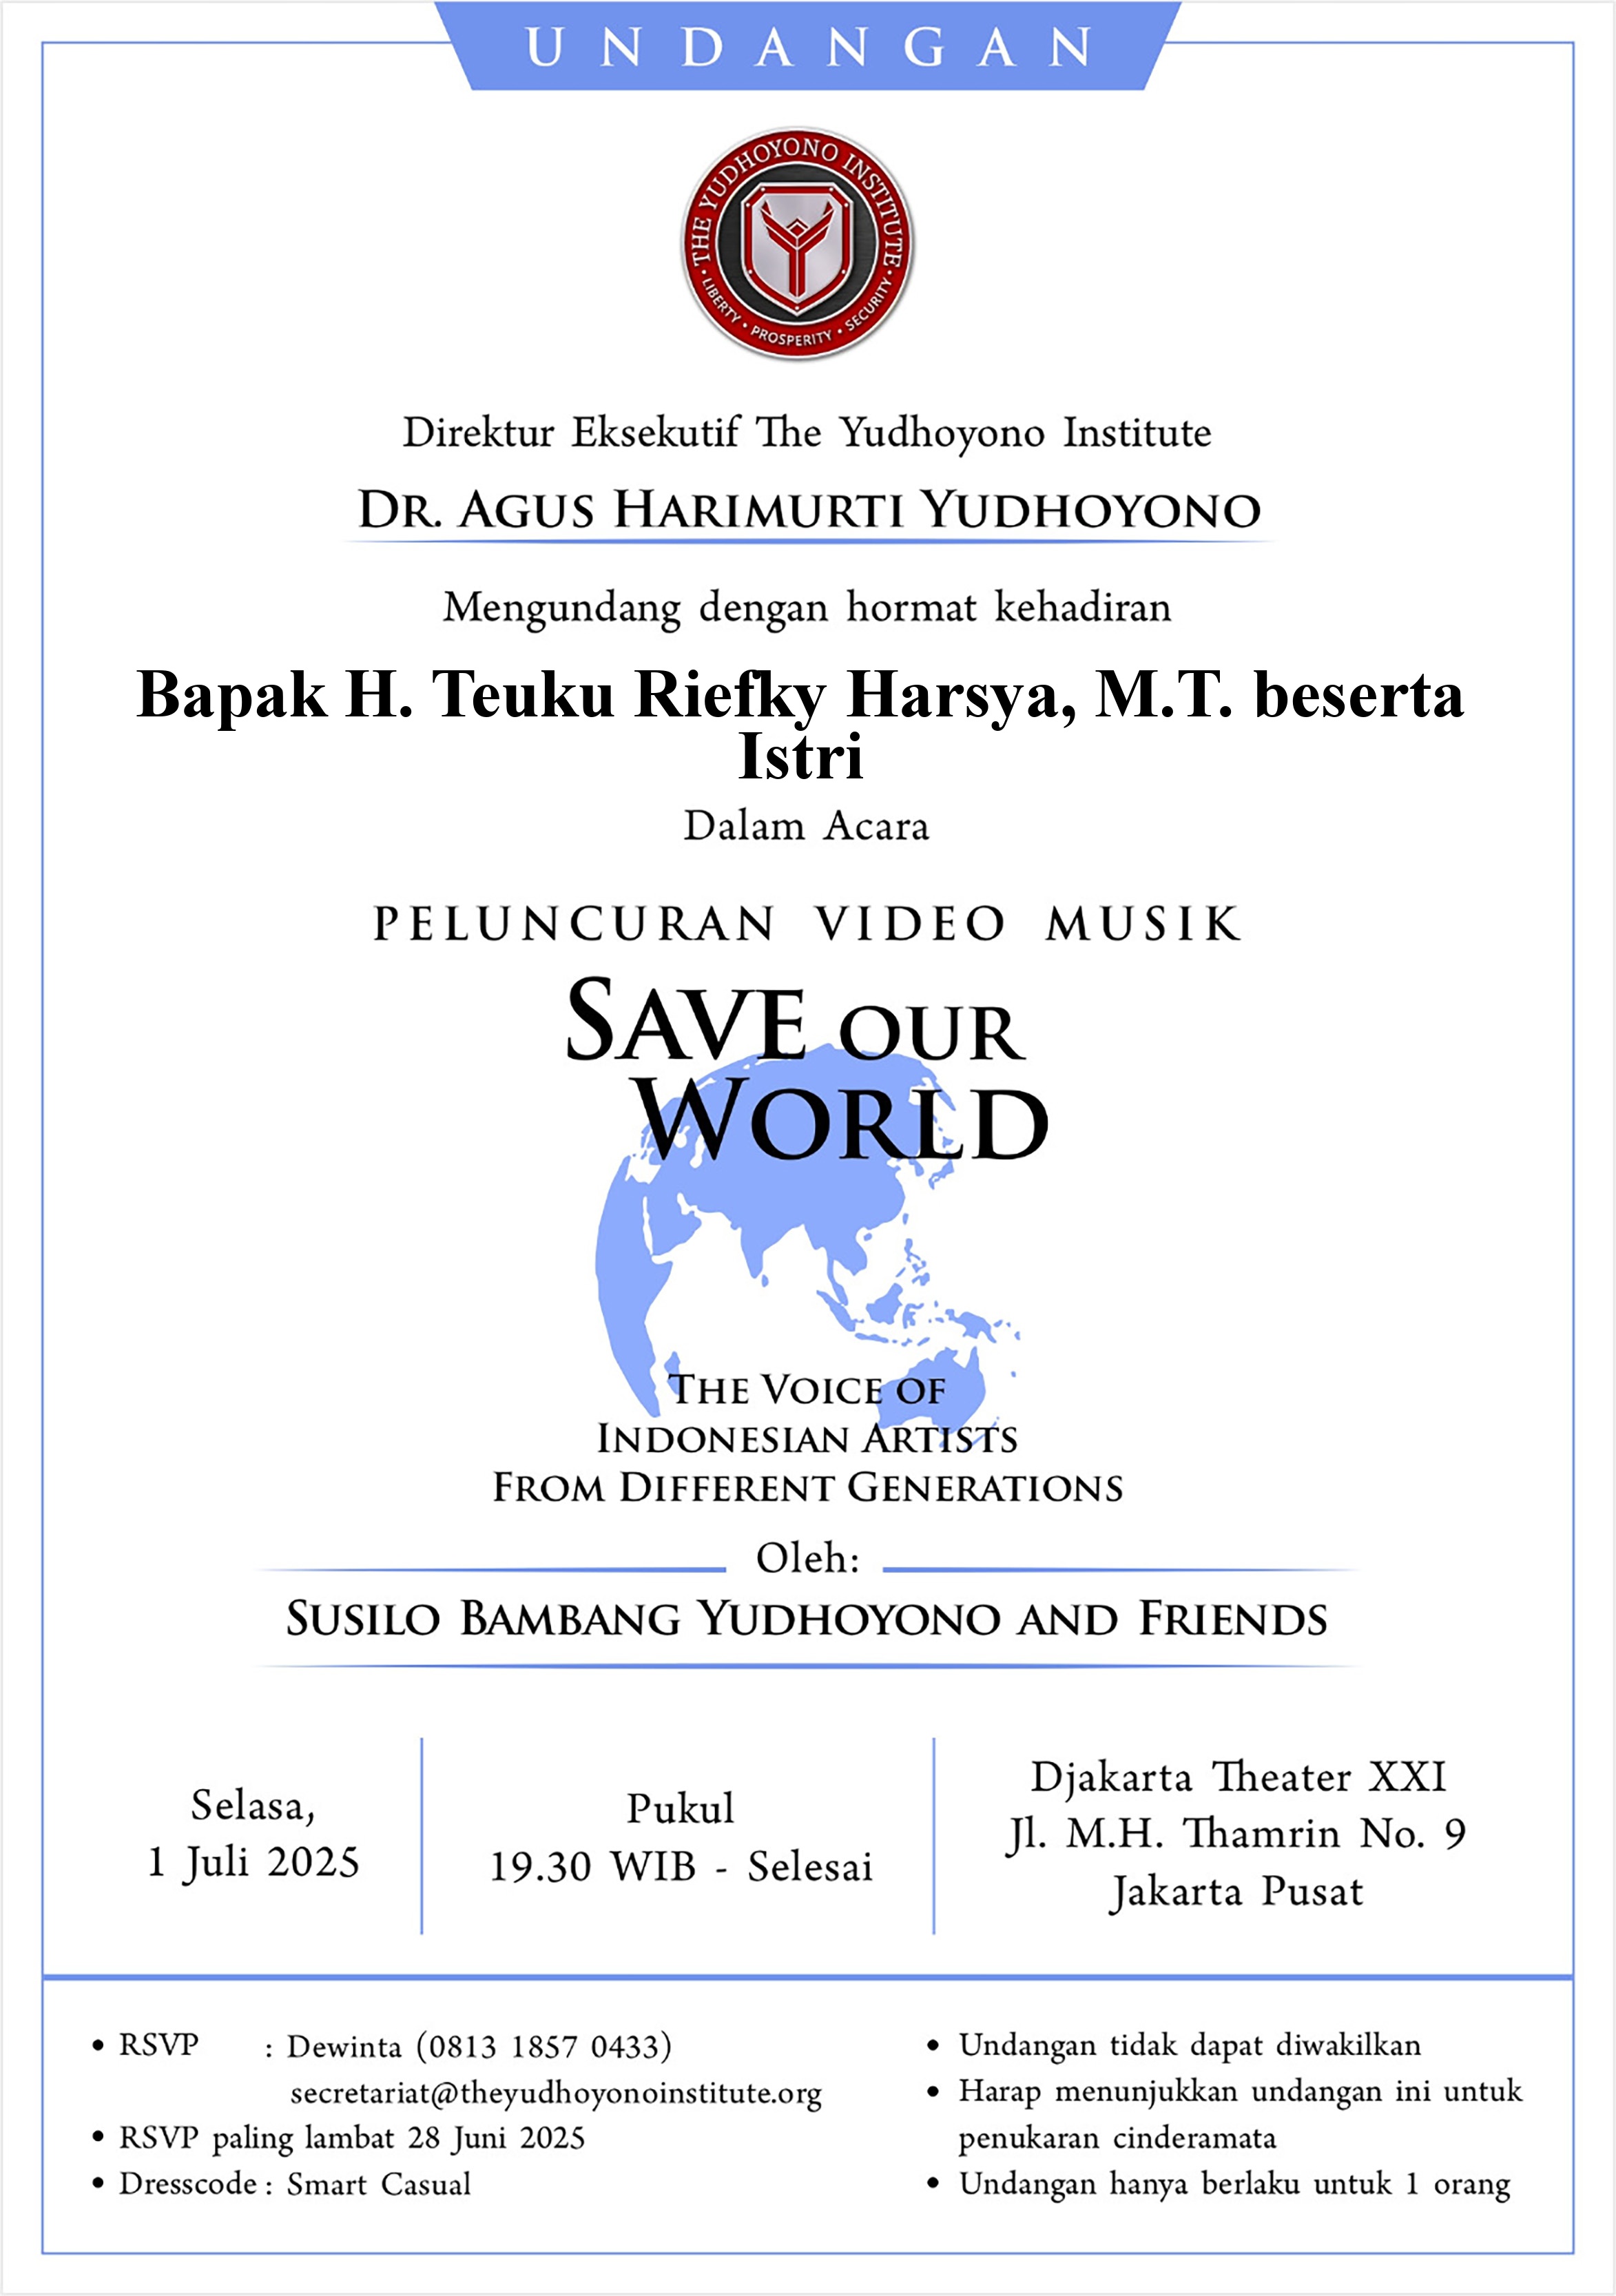 UNDANGAN
THE YUDHOYONO INSTITUTE
• LIBERTY • PROSPERITY • SECURITY •
Direktur Eksekutif The Yudhoyono Institute
DR. AGUS HARIMURTI YUDHOYONO
Mengundang dengan hormat kehadiran
Bapak H. Teuku Riefky Harsya, M.T. beserta
Istri
Dalam Acara
PELUNCURAN VIDEO MUSIK
SAVE OUR
WORLD
THE VOICE OF
INDONESIAN ARTISTS
FROM DIFFERENT GENERATIONS
Oleh:
SUSILO BAMBANG YUDHOYONO AND FRIENDS
Selasa,
1 Juli 2025
Pukul
19.30 WIB - Selesai
Djakarta Theater XXI
Jl. M.H. Thamrin No. 9
Jakarta Pusat
• RSVP : Dewinta (0813 1857 0433)
secretariat@theyudhoyonoinstitute.org
• RSVP paling lambat 28 Juni 2025
• Dresscode : Smart Casual
• Undangan tidak dapat diwakilkan
• Harap menunjukkan undangan ini untuk
penukaran cinderamata
• Undangan hanya berlaku untuk 1 orang